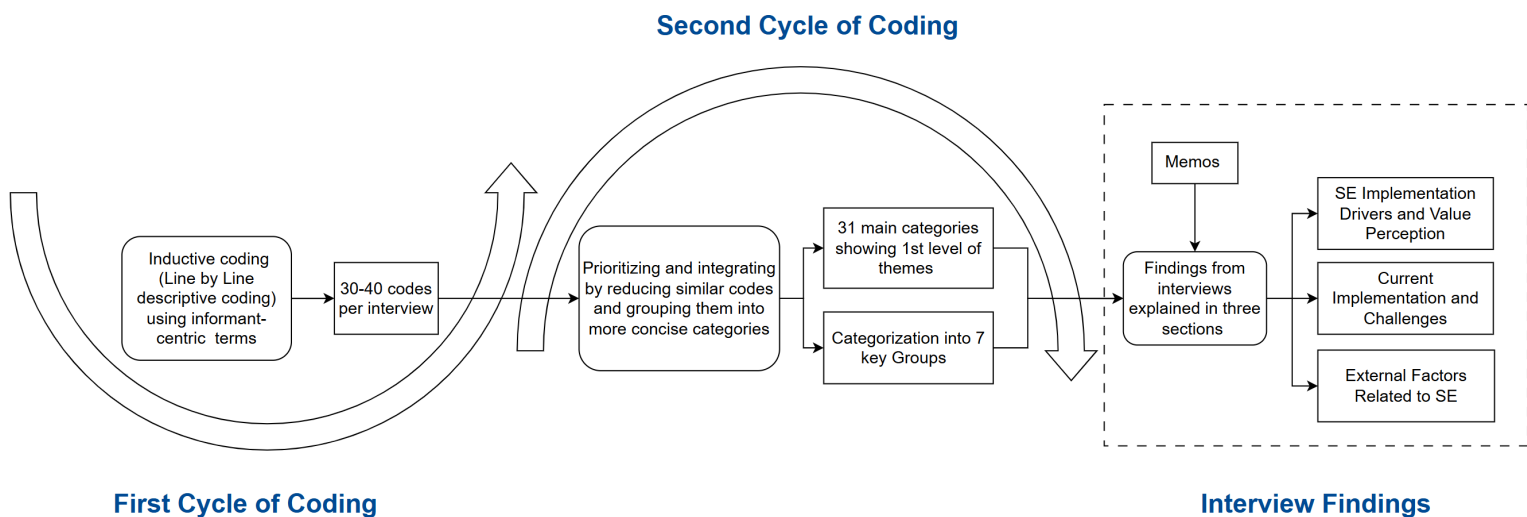 Second Cycle of Coding
Inductive coding
(Line by Line
descriptive coding)
using informant-
centric terms
30-40 codes
per interview
Prioritizing and integrating
by reducing similar codes
and grouping them into
more concise categories
31 main categories
showing 1st level of
themes
Categorization into 7
key Groups
Memos
Findings from
interviews
explained in three
sections
SE Implementation
Drivers and Value
Perception
Current
Implementation and
Challenges
External Factors
Related to SE
First Cycle of Coding
Interview Findings